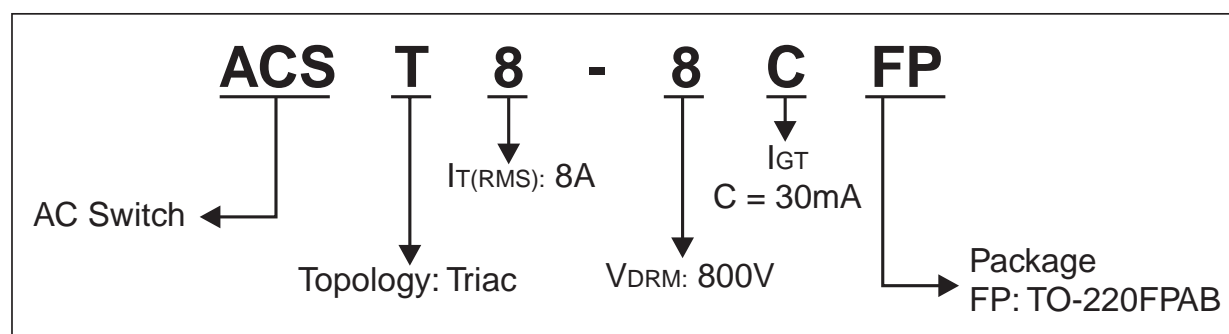 ACS T 8 - 8 C FP
IT(RMS): 8A
IGT
C = 30mA
AC Switch
Topology: Triac
VDRM: 800V
Package
FP: TO-220FPAB